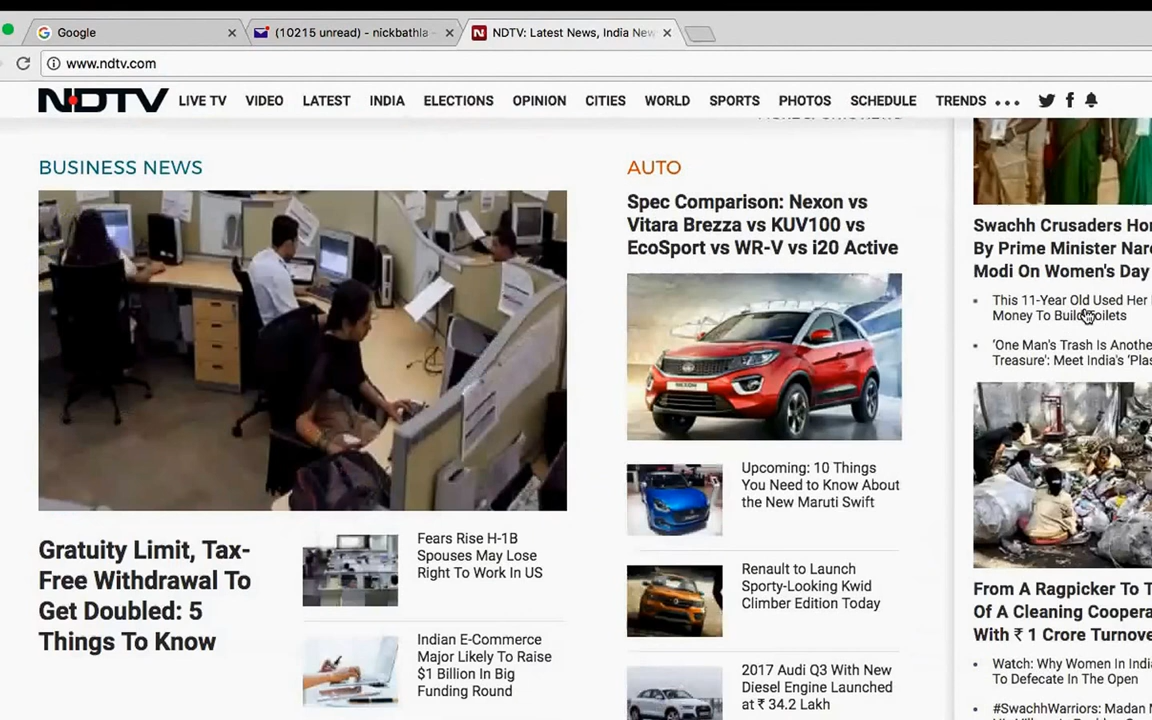 Google
(10215 unread) - nickbathla
NDTV: Latest News, India New
www.ndtv.com
NDTV LIVE TV VIDEO LATEST INDIA ELECTIONS OPINION CITIES WORLD SPORTS PHOTOS SCHEDULE TRENDS
BUSINESS NEWS
Gratuity Limit, Tax-
Free Withdrawal To
Get Doubled: 5
Things To Know
Fears Rise H-1B
Spouses May Lose
Right To Work In US
Indian E-Commerce
Major Likely To Raise
$1 Billion In Big
Funding Round
AUTO
Spec Comparison: Nexon vs
Vitara Brezza vs KUV100 vs
EcoSport vs WR-V vs i20 Active
NEXON
Upcoming: 10 Things
You Need to Know About
the New Maruti Swift
Renault to Launch
Sporty-Looking Kwid
Climber Edition Today
2017 Audi Q3 With New
Diesel Engine Launched
at ₹ 34.2 Lakh
Swachh Crusaders Hon
By Prime Minister Nare
Modi On Women's Day
This 11-Year Old Used Her
Money To Build Toilets
'One Man's Trash Is Anothe
Treasure': Meet India's 'Plas
From A Ragpicker To T
Of A Cleaning Coopera
With ₹ 1 Crore Turnove
Watch: Why Women In Indi
To Defecate In The Open
#SwachhWarriors: Madan M